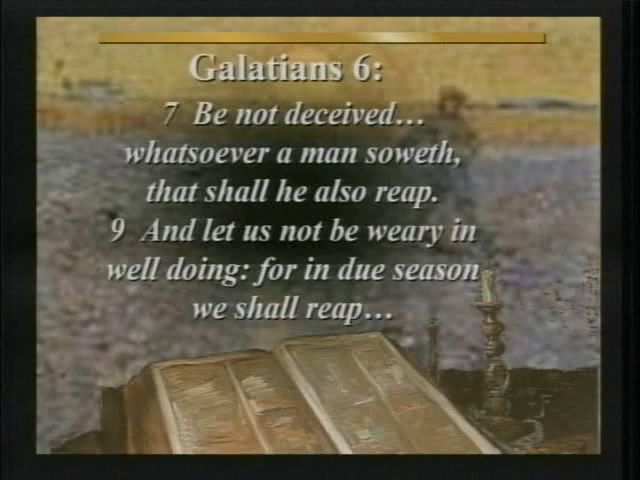 Galatians 6:
7 Be not deceived...
whatsoever a man soweth,
that shall he also reap.
9 And let us not be weary in
well doing: for in due season
we shall reap...